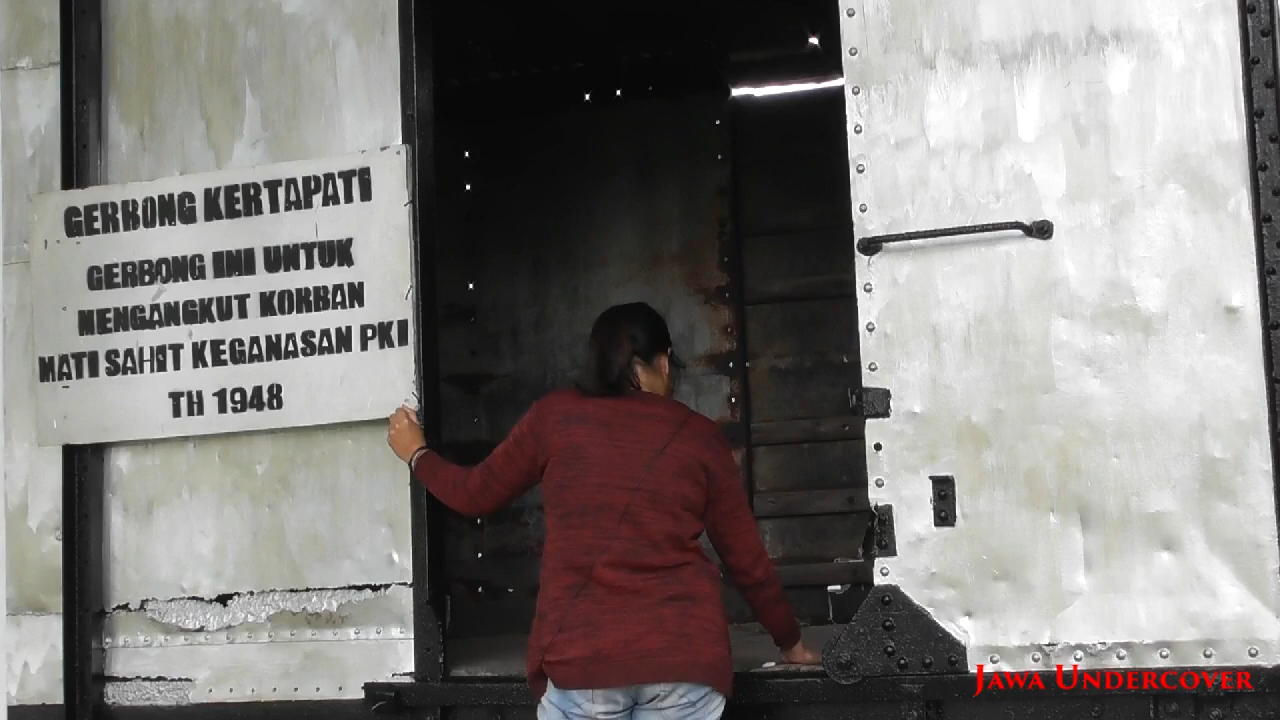 GERBONG KERTAPATI
GERBONG INI UNTUK
MENGANGKUT KORBAN
MATI SAHIT KEGANASAN PKI
TH 1948
JAWA UNDERCOVER